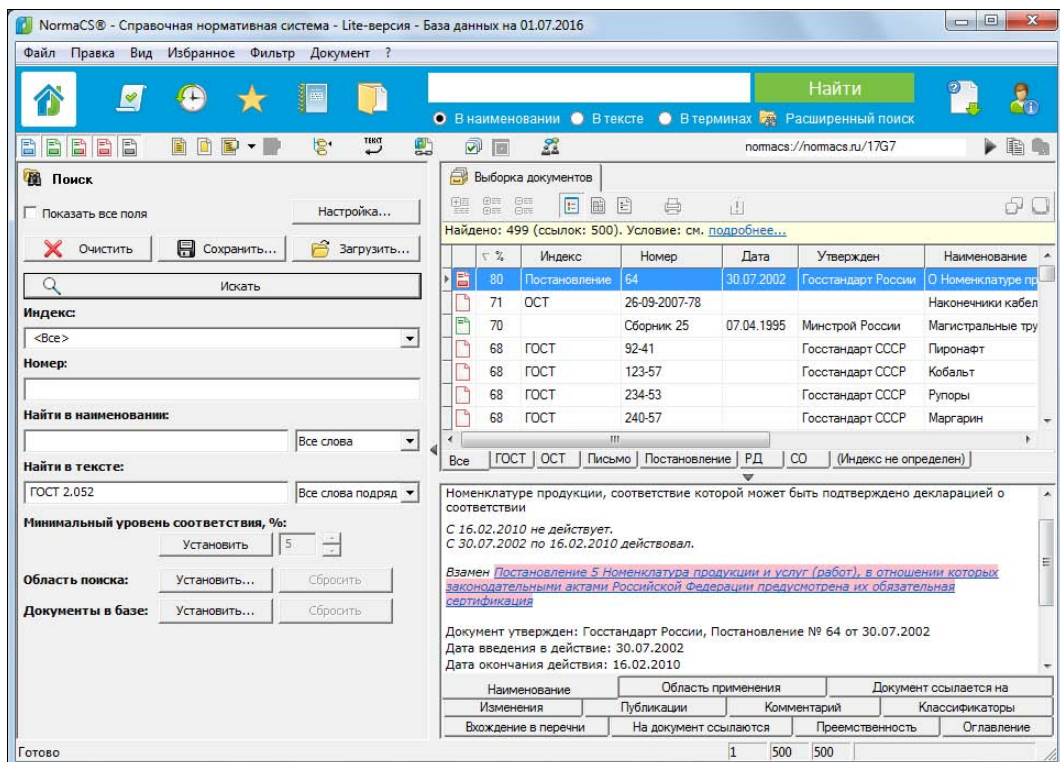 NormaCS® - Справочная нормативная система - Lite-версия - База данных на 01.07.2016
Файл Правка Вид Избранное Фильтр Документ ?
Найти
В наименовании В тексте В терминах Расширенный поиск
ТЕКСТ
normacs://normacs.ru/17G7
Поиск
Показать все поля Настройка...
Очистить Сохранить... Загрузить...
Искать
Индекс:
<Все>
Номер:
Найти в наименовании:
Все слова
Найти в тексте:
ГОСТ 2.052 Все слова подряд
Минимальный уровень соответствия, %:
Установить 5
Область поиска: Установить... Сбросить
Документы в базе: Установить... Сбросить
Выборка документов
Найдено: 499 (ссылок: 500). Условие: см. подробнее...
% Индекс Номер Дата Утвержден Наименование
80 Постановление 64 30.07.2002 Госстандарт России О Номенклатуре пр
71 ОСТ 26-09-2007-78 Наконечники кабел
70 Сборник 25 07.04.1995 Минстрой России Магистральные тру
68 ГОСТ 92-41 Госстандарт СССР Пиронафт
68 ГОСТ 123-57 Госстандарт СССР Кобальт
68 ГОСТ 234-53 Госстандарт СССР Рупоры
68 ГОСТ 240-57 Госстандарт СССР Маргарин
Все ГОСТ ОСТ Письмо Постановление РД СО (Индекс не определен)
Номенклатуре продукции, соответствие которой может быть подтверждено декларацией о
соответствии
С 16.02.2010 не действует.
С 30.07.2002 по 16.02.2010 действовал.
Взамен Постановление 5 Номенклатура продукции и услуг (работ), в отношении которых
законодательными актами Российской Федерации предусмотрена их обязательная
сертификация
Документ утвержден: Госстандарт России, Постановление № 64 от 30.07.2002
Дата введения в действие: 30.07.2002
Дата окончания действия: 16.02.2010
Наименование Область применения Документ ссылается на
Изменения Публикации Комментарий Классификаторы
Вхождение в перечни На документ ссылаются Преемственность Оглавление
Готово 1 500 500